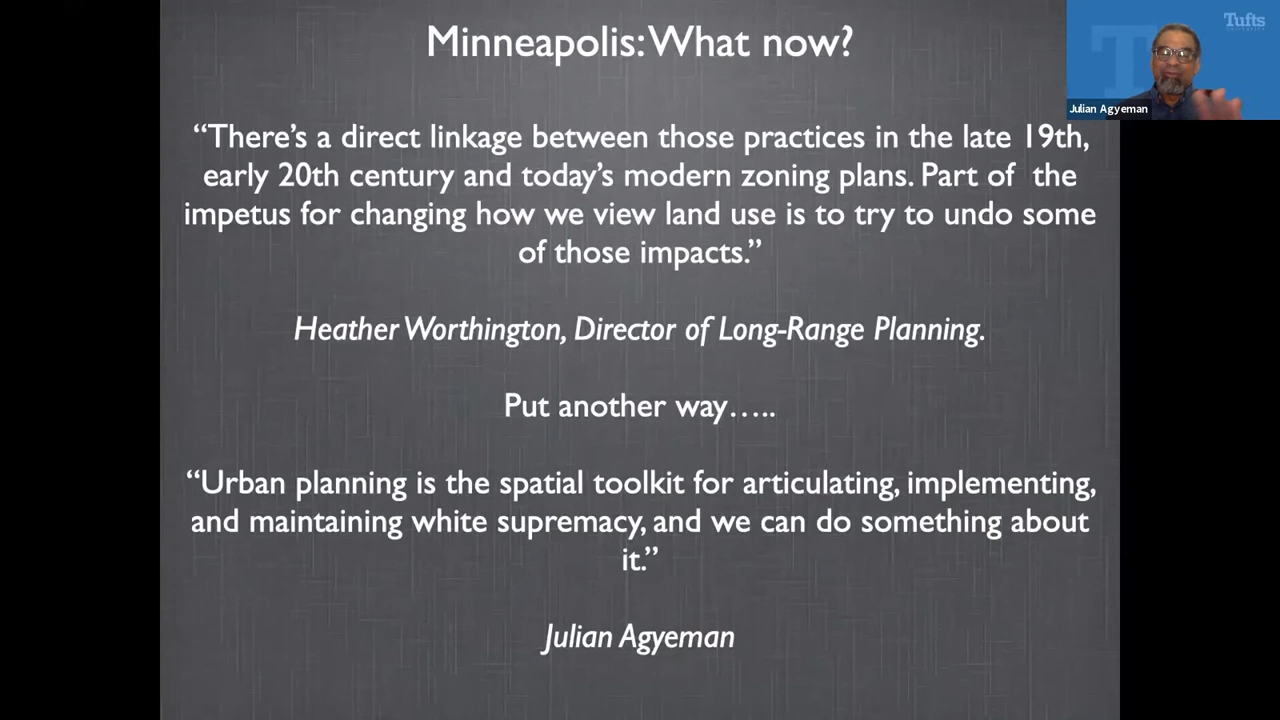 Minneapolis: What now?
Tufts
Julian Agyeman
“There’s a direct linkage between those practices in the late 19th,
early 20th century and today’s modern zoning plans. Part of the
impetus for changing how we view land use is to try to undo some
of those impacts.”
Heather Worthington, Director of Long-Range Planning.
Put another way…..
“Urban planning is the spatial toolkit for articulating, implementing,
and maintaining white supremacy, and we can do something about
it.”
Julian Agyeman